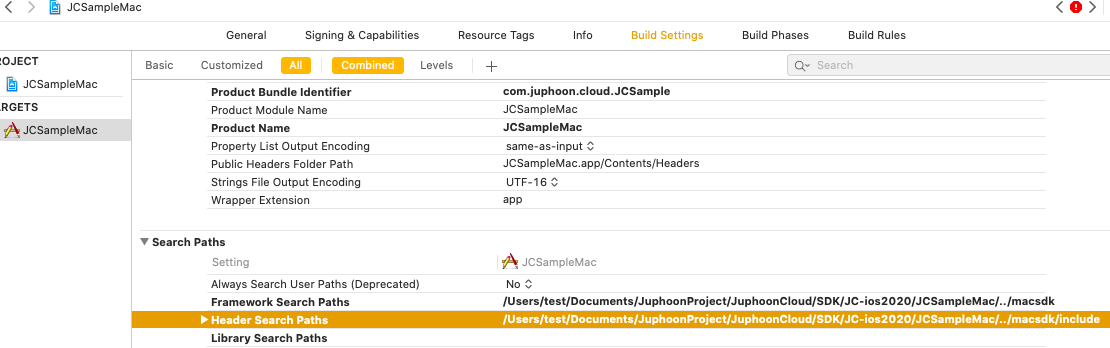 JCSampleMac
General Signing & Capabilities Resource Tags Info Build Settings Build Phases Build Rules
ROJECT
Basic Customized All Combined Levels + Search
JCSampleMac
ARGETS
JCSampleMac
Product Bundle Identifier com.juphoon.cloud.JCSample
Product Module Name JCSampleMac
Product Name JCSampleMac
Property List Output Encoding same-as-input
Public Headers Folder Path JCSampleMac.app/Contents/Headers
Strings File Output Encoding UTF-16
Wrapper Extension app
Search Paths
Setting JCSampleMac
Always Search User Paths (Deprecated) No
Framework Search Paths /Users/test/Documents/JuphoonProject/JuphoonCloud/SDK/JC-ios2020/JCSampleMac/../macsdk
Header Search Paths /Users/test/Documents/JuphoonProject/JuphoonCloud/SDK/JC-ios2020/JCSampleMac/../macsdk/include
Library Search Paths